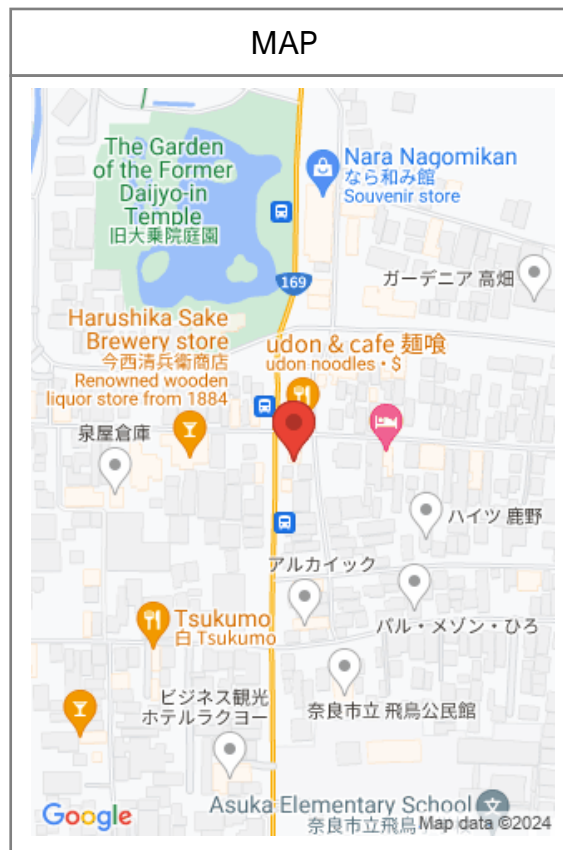 MAP
The Garden
of the Former
Daijyo-in
Temple
旧大乗院庭園
Nara Nagomikan
なら和み館
Souvenir store
169
ガーデニア 高畑
Harushika Sake
Brewery store
今西清兵衛商店
Renowned wooden
liquor store from 1884
udon & cafe 麺喰
udon noodles • $
泉屋倉庫
ハイツ 鹿野
アルカイック
Tsukumo
白 Tsukumo
パル・メゾン・ひろ
ビジネス観光
ホテルラクヨー
奈良市立 飛鳥公民館
Asuka Elementary School
奈良市立飛鳥
Google
Map data ©2024